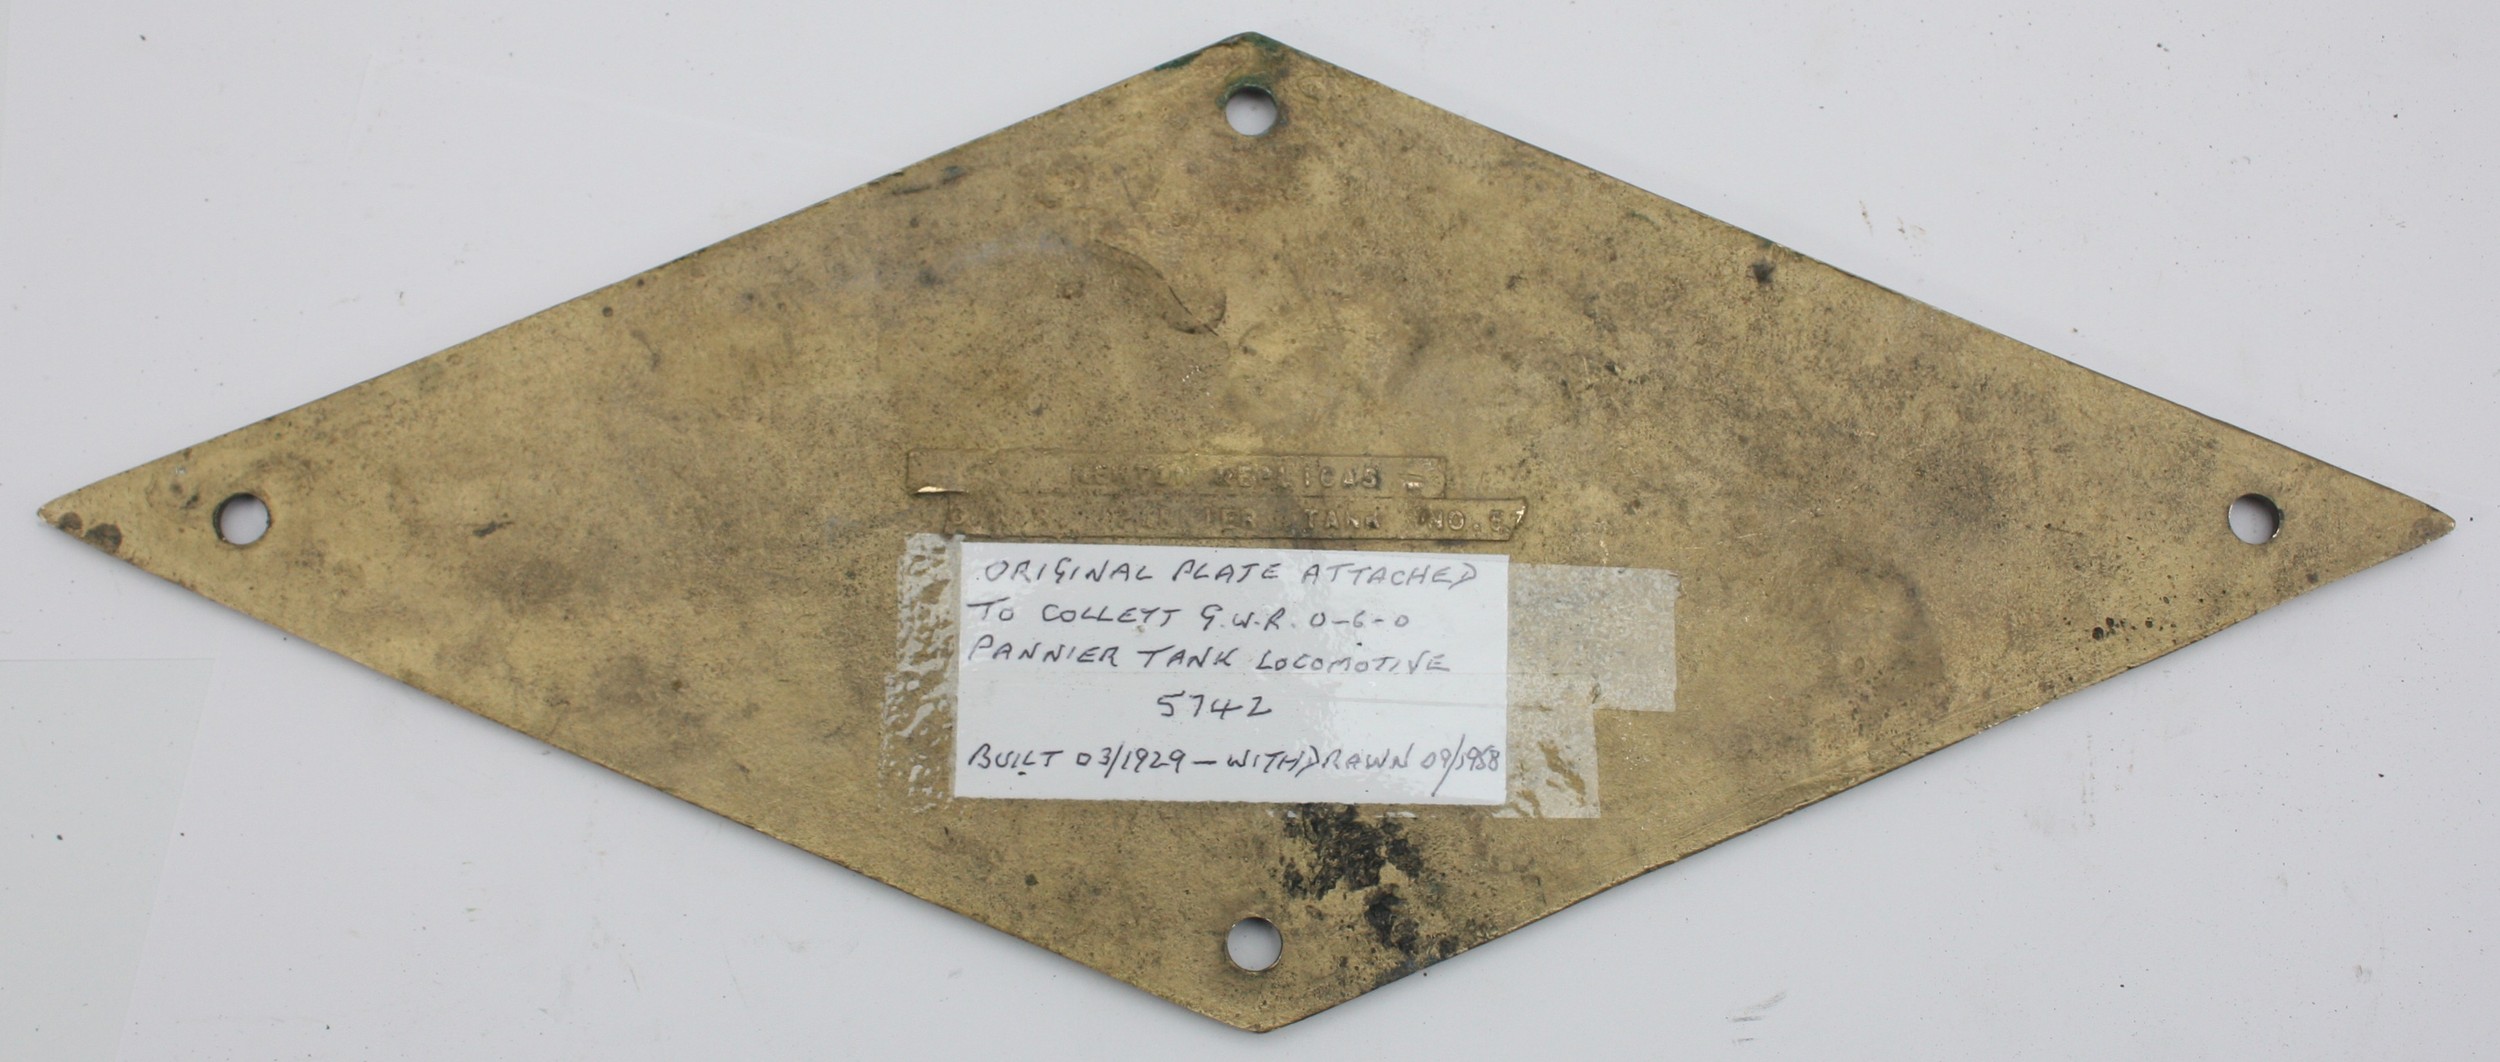 REPLICAS
TANK NO. 57
ORIGINAL PLATE ATTACHED
TO COLLETT G.W.R. 0-6-0
PANNIER TANK LOCOMOTIVE
5742
BUILT 03/1929 - WITHDRAWN 09/1958